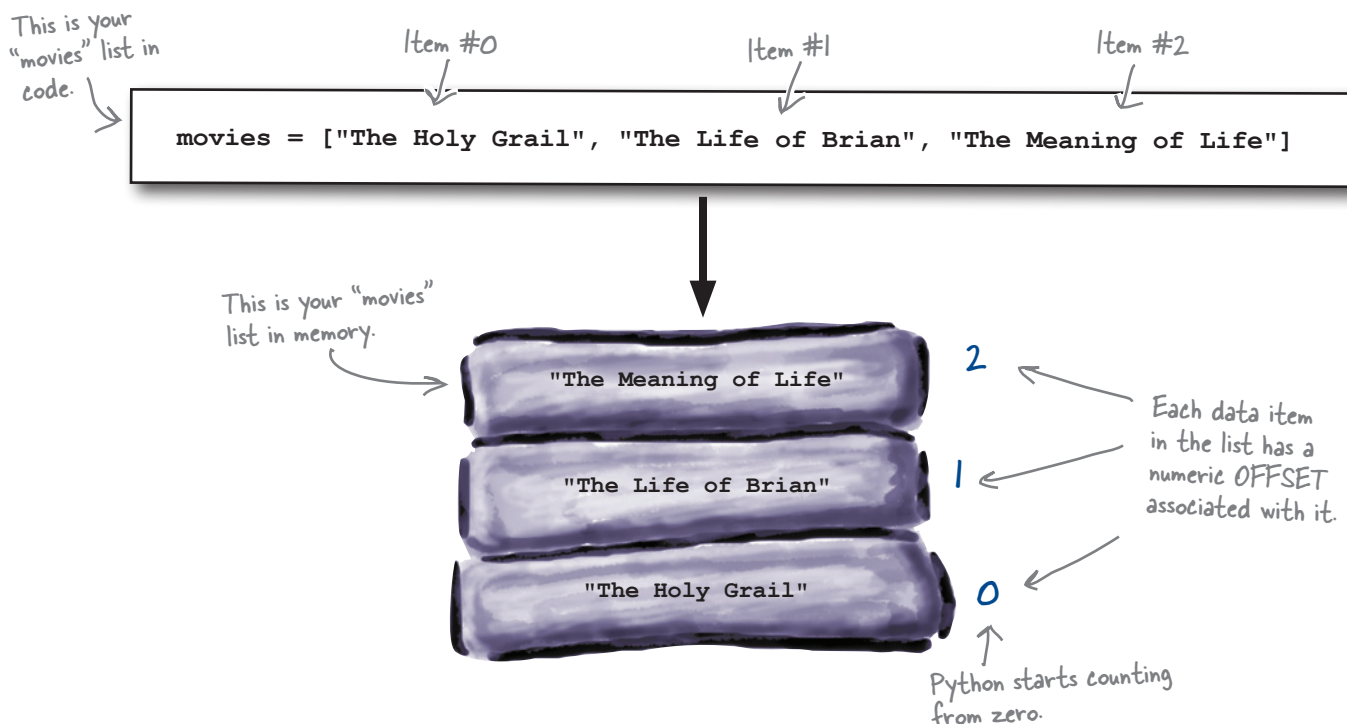 This is your
“movies” list in
code.
Item #0
Item #1
Item #2
movies = ["The Holy Grail", "The Life of Brian", "The Meaning of Life"]
This is your “movies”
list in memory.
"The Meaning of Life"
2
"The Life of Brian"
1
"The Holy Grail"
0
Each data item
in the list has a
numeric OFFSET
associated with it.
Python starts counting
from zero.